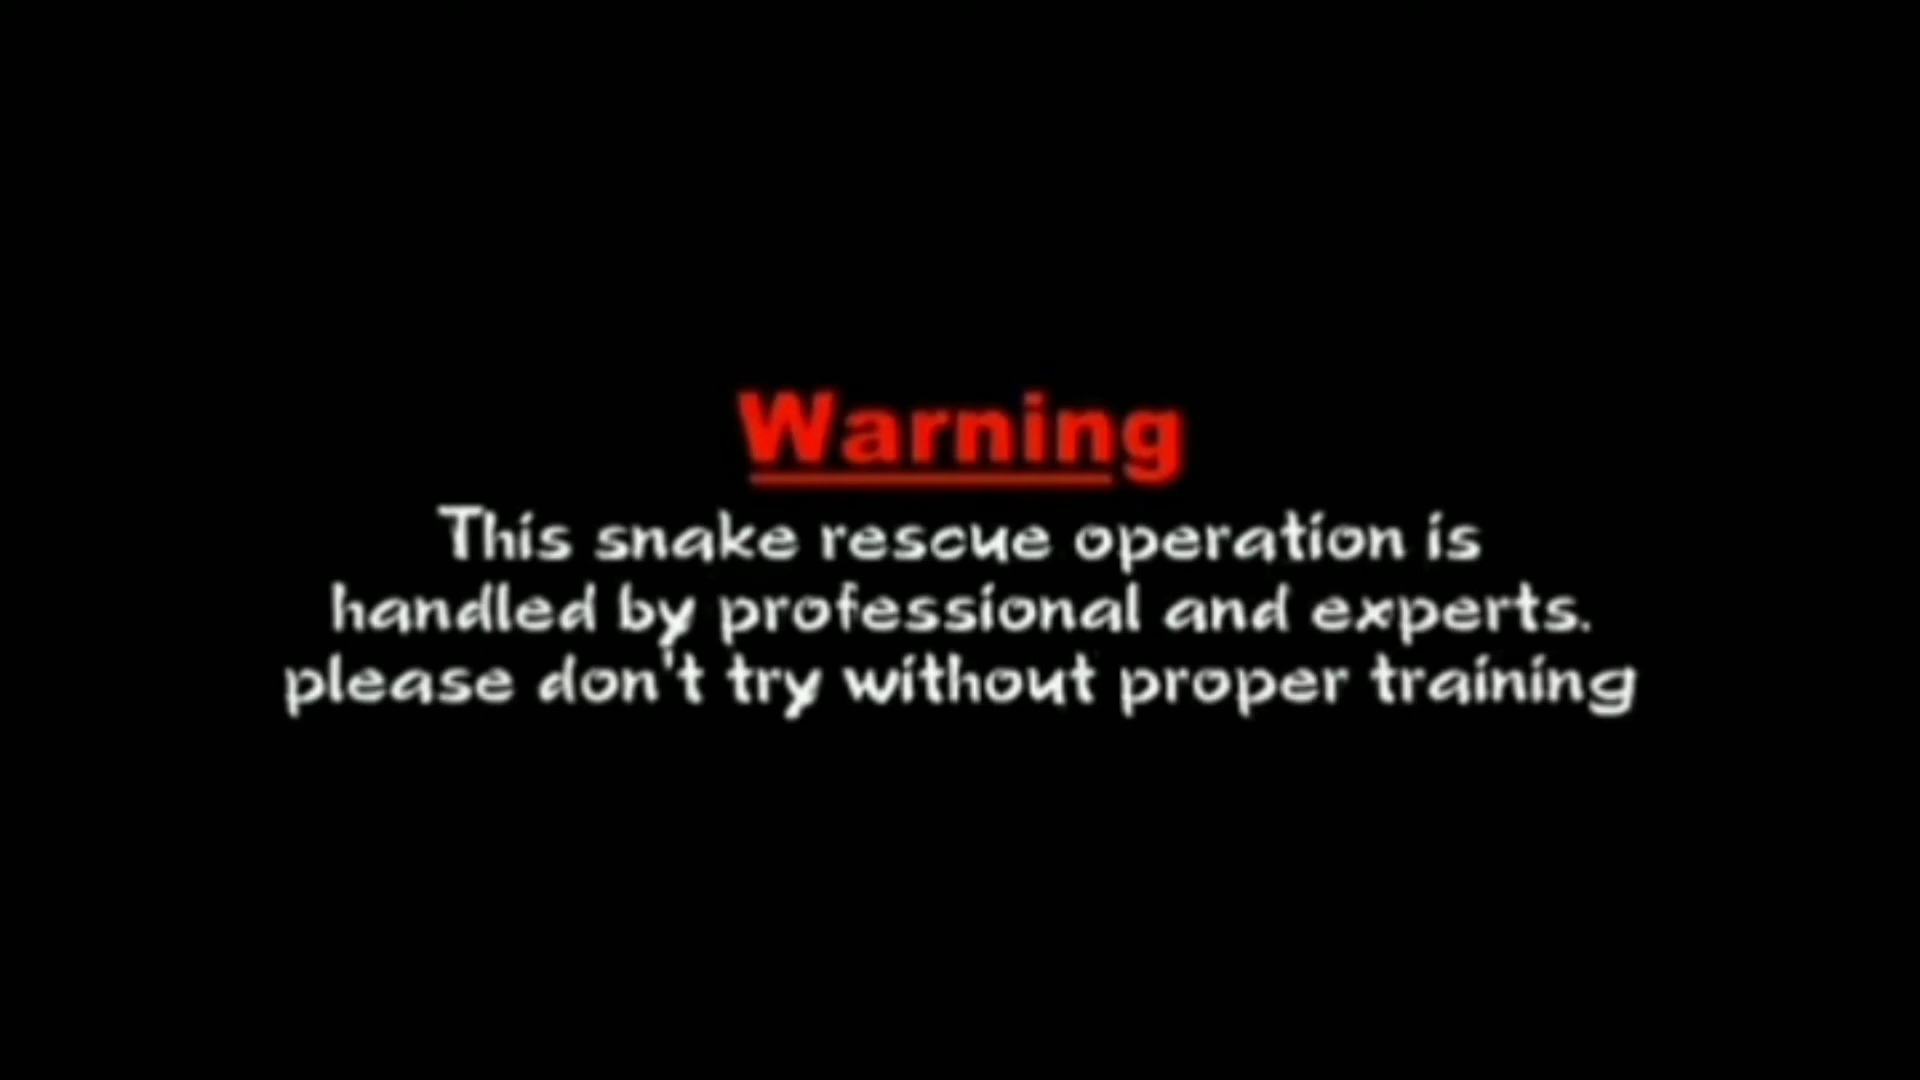 Warning
This snake rescue operation is
handled by professional and experts.
please don't try without proper training